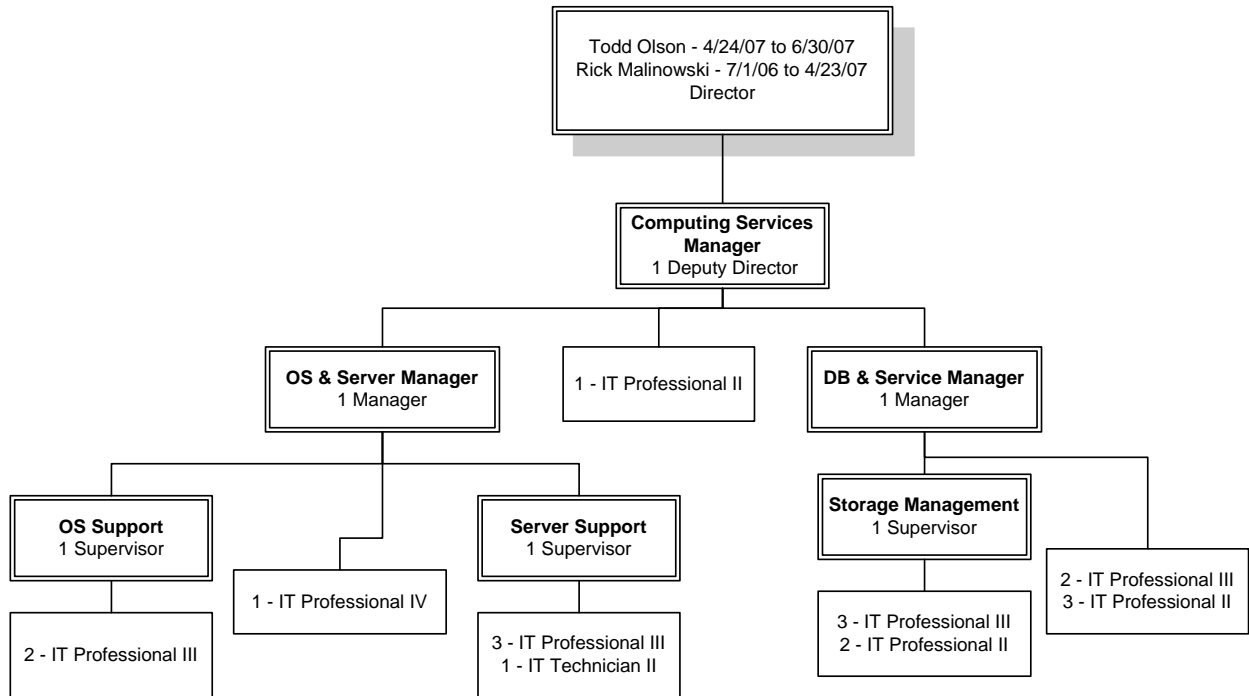 Todd Olson - 4/24/07 to 6/30/07
Rick Malinowski - 7/1/06 to 4/23/07
Director
Computing Services
Manager
1 Deputy Director
OS & Server Manager
1 Manager
1 - IT Professional II
DB & Service Manager
1 Manager
OS Support
1 Supervisor
Server Support
1 Supervisor
Storage Management
1 Supervisor
2 - IT Professional III
1 - IT Professional IV
3 - IT Professional III
1 - IT Technician II
3 - IT Professional III
2 - IT Professional II
2 - IT Professional III
3 - IT Professional II